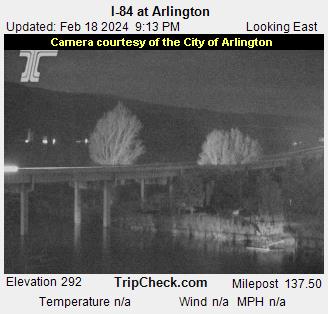 I-84 at Arlington
Updated: Feb 18 2024 9:13 PM Looking East
Camera courtesy of the City of Arlington
Elevation 292 TripCheck.com Milepost 137.50
Temperature n/a Wind n/a MPH n/a